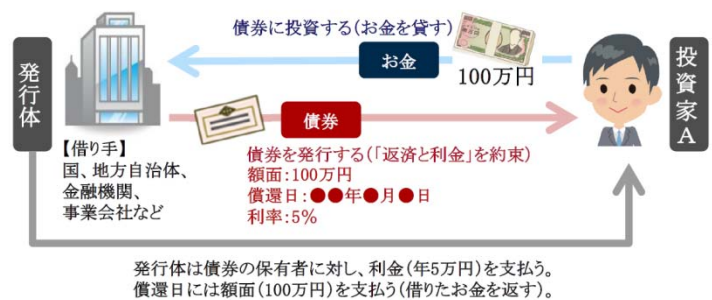 債券に投資する(お金を貸す)
お金
100万円
発行体
投資家A
債券
【借り手】
国、地方自治体、
金融機関、
事業会社など
債券を発行する(「返済と利金」を約束)
額面:100万円
償還日:●●年●月●日
利率:5%
発行体は債券の保有者に対し、利金(年5万円)を支払う。
償還日には額面(100万円)を支払う(借りたお金を返す)。